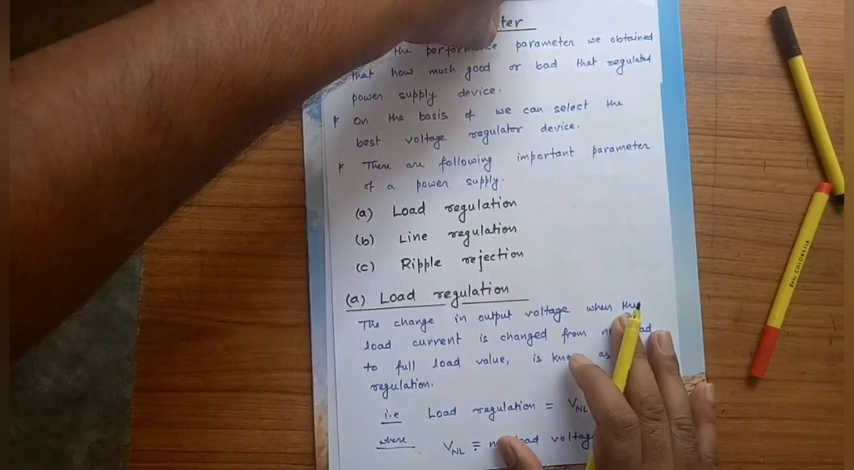 the performance parameter we obtained
that how much good or bad that regulated
power supply device.
* On the basis of we can select the
best voltage regulator device.
* There are following important parameter
of a power supply.
(a) Load regulation
(b) Line regulation
(c) Ripple rejection
(a) Load regulation
The change in output voltage when the
load current is changed from
to full load value, is as
regulation.
i.e Load regulation = VNL
where VNL = voltage